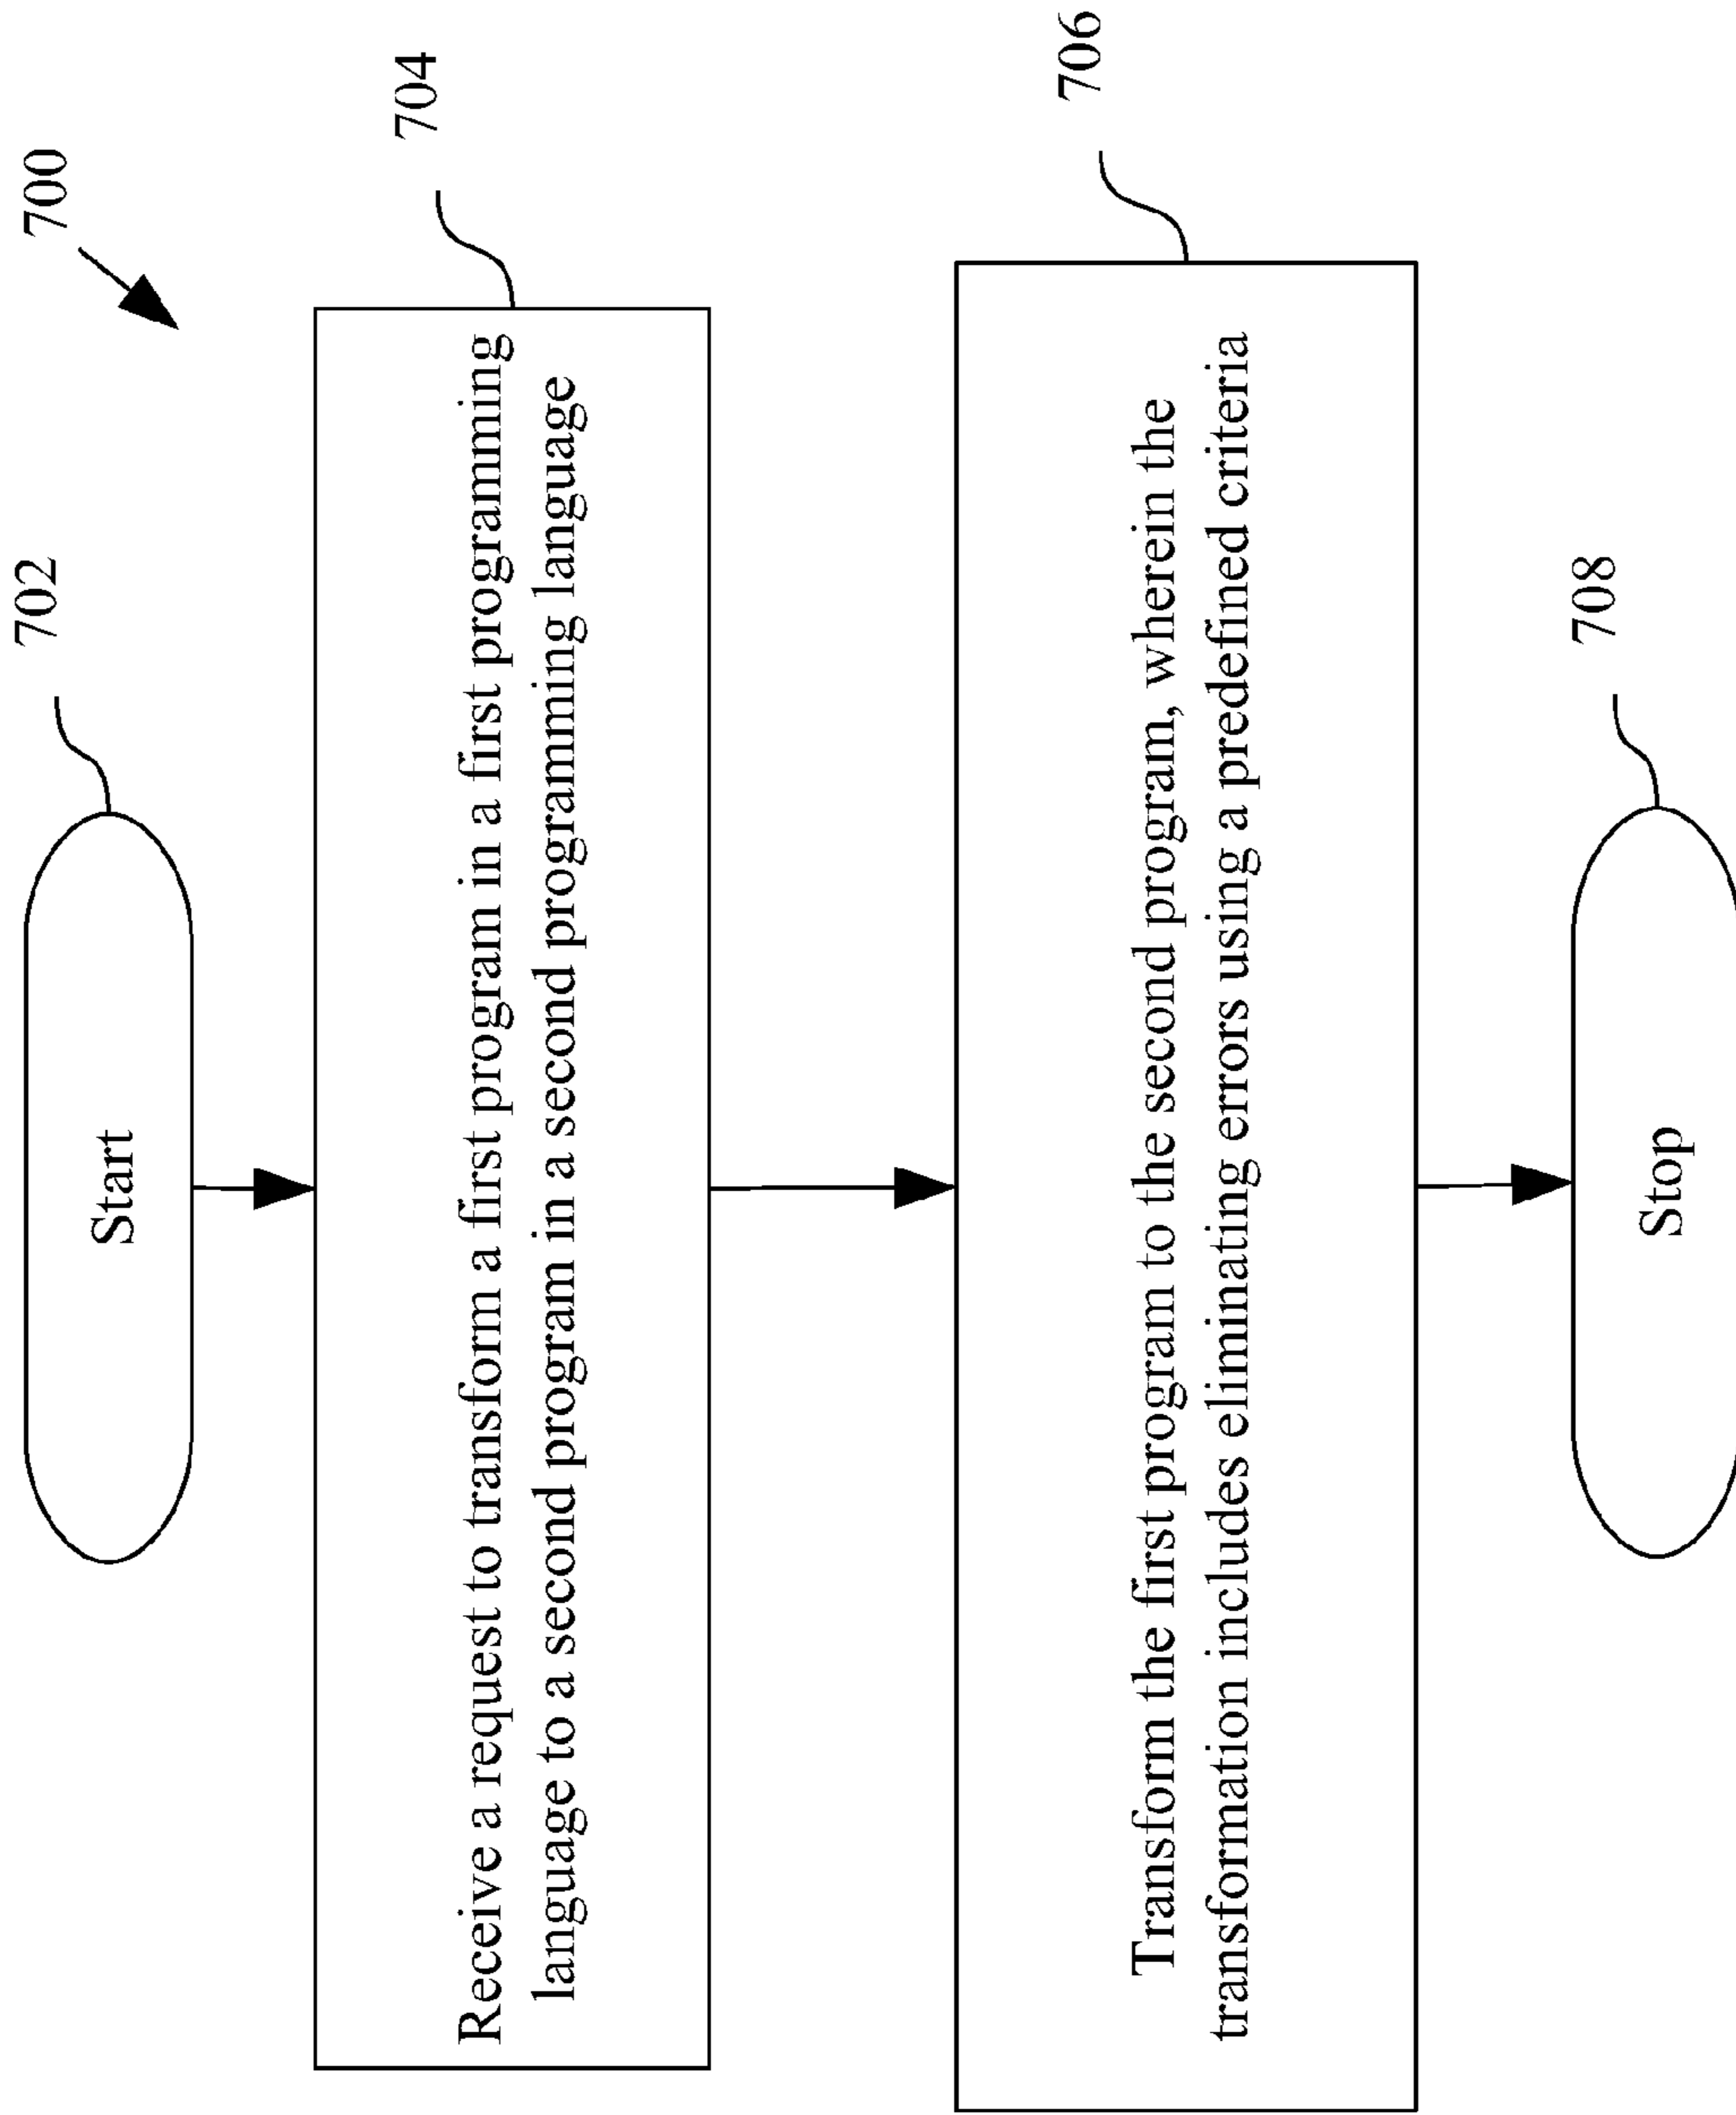 700
702
Start
704
Receive a request to transform a first program in a first programming
language to a second program in a second programming language
706
Transform the first program to the second program, wherein the
transformation includes eliminating errors using a predefined criteria
708
Stop